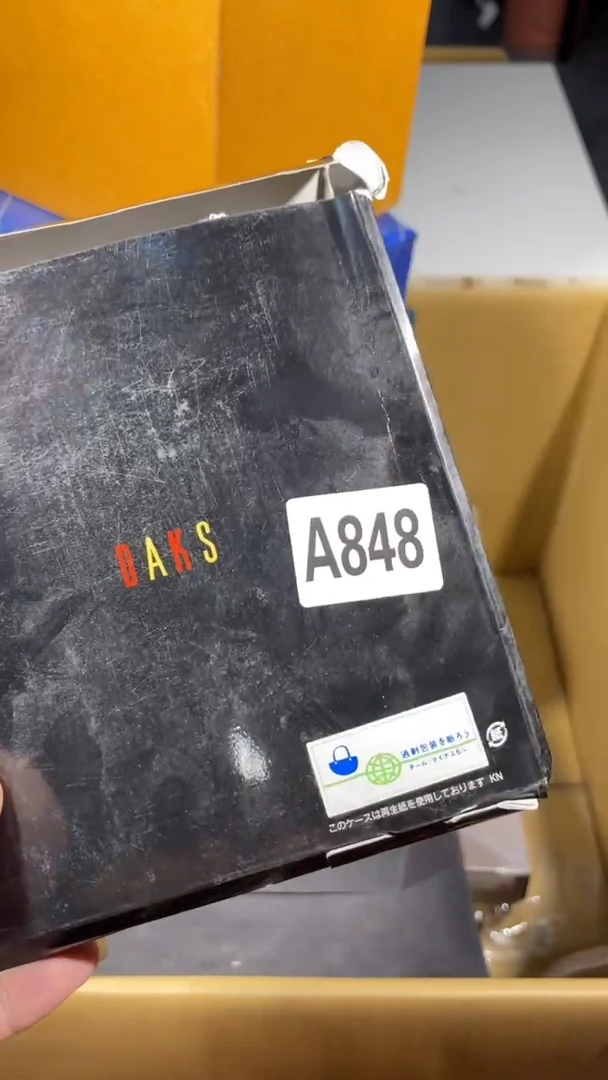 DAKS
A848
過剰包装を断ろう
チーム・マイナス6%
このケースは再生紙を使用しております KN